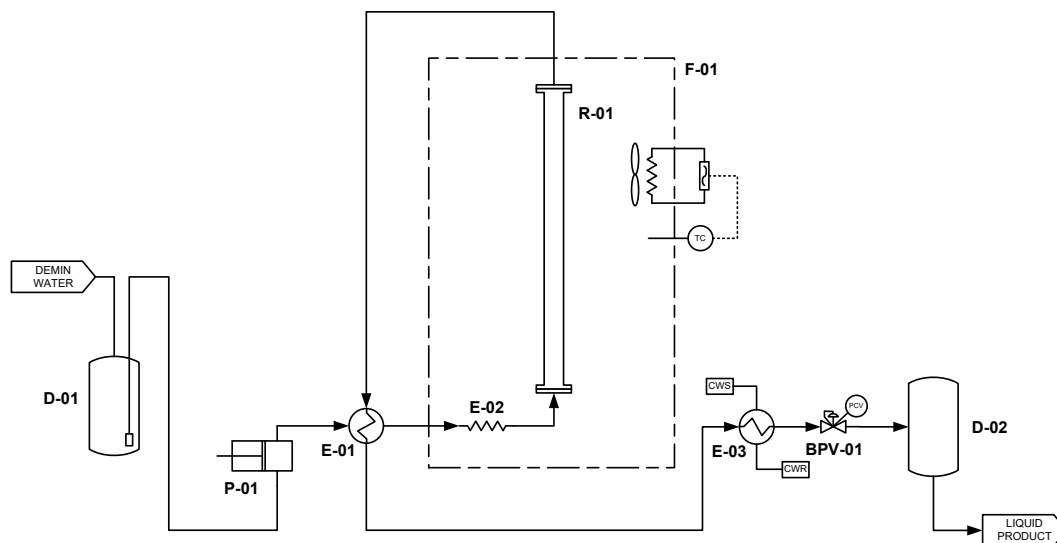 F-01
R-01
TC
DEMIN
WATER
D-01
P-01
E-01
E-02
CWS
E-03
CWR
PCV
BPV-01
D-02
LIQUID
PRODUCT